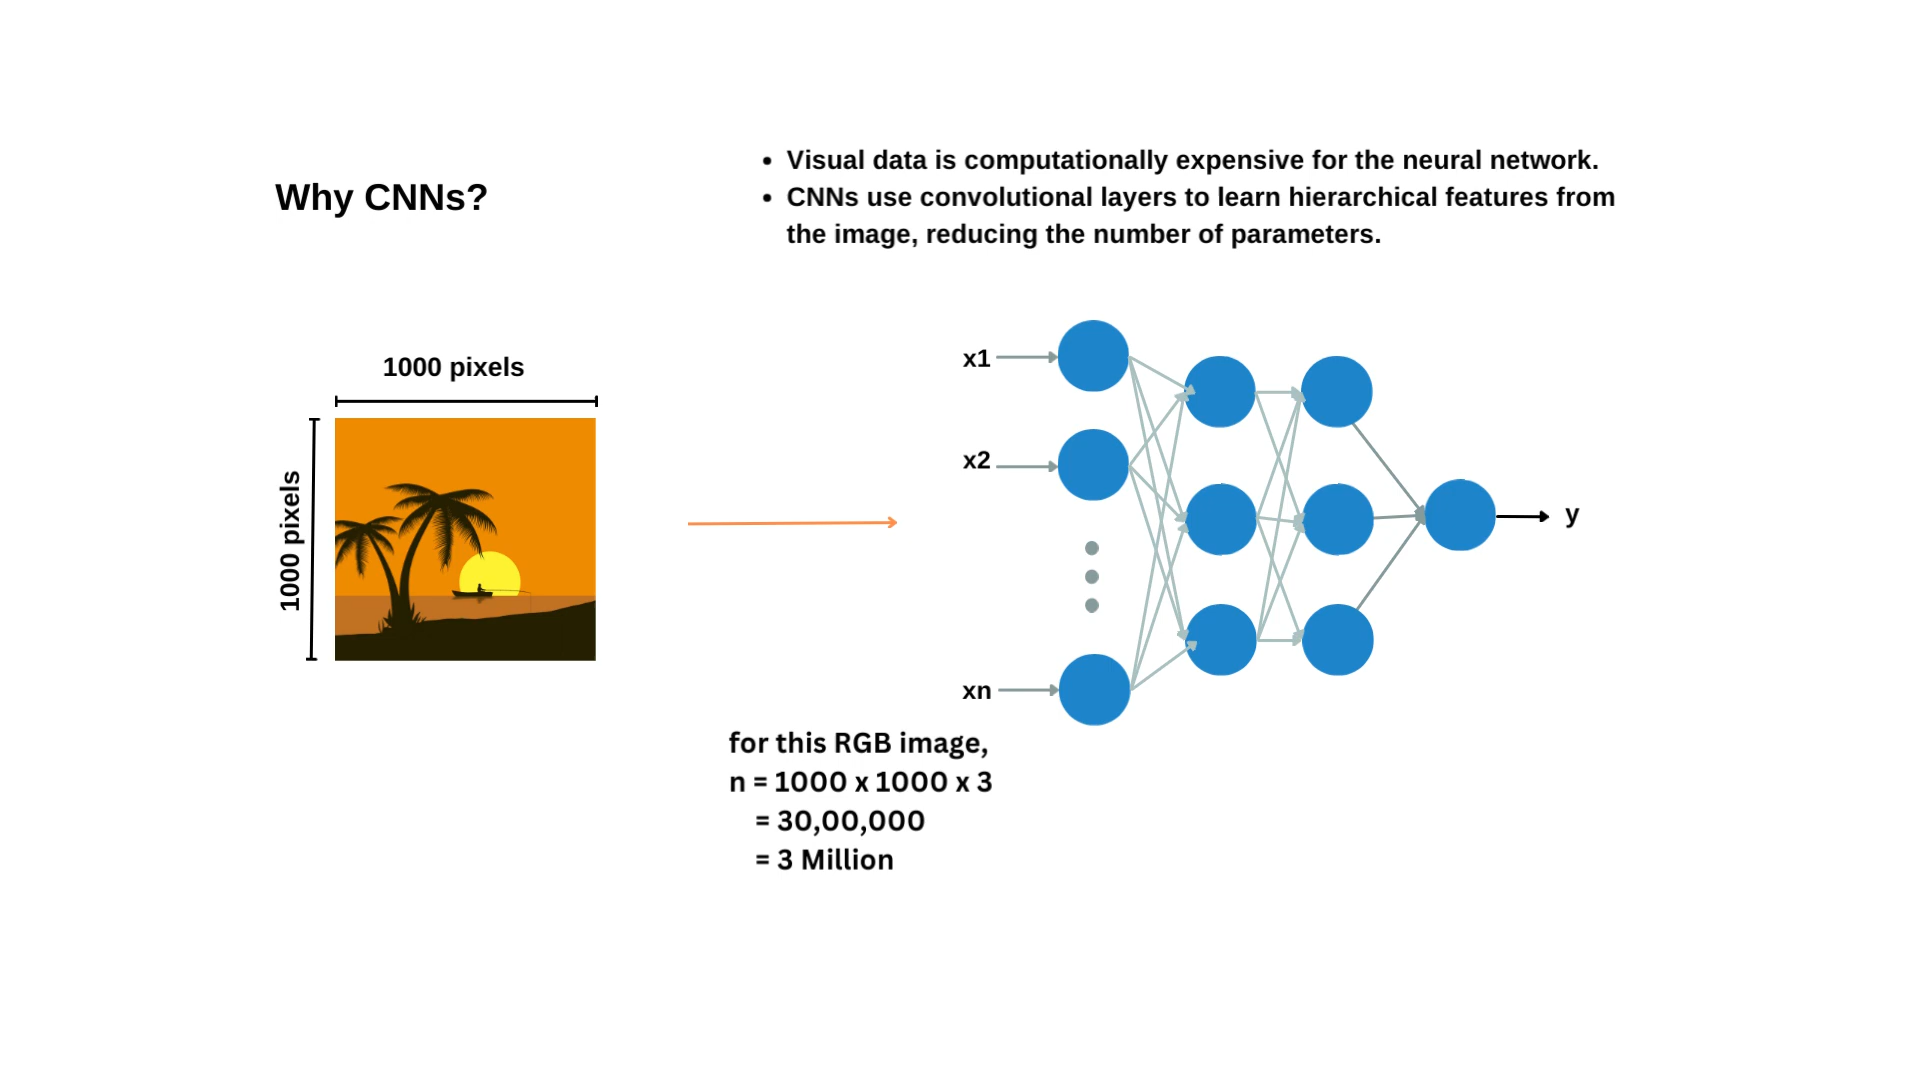 Why CNNs?
• Visual data is computationally expensive for the neural network.
• CNNs use convolutional layers to learn hierarchical features from
the image, reducing the number of parameters.
1000 pixels
1000 pixels
x1
x2
xn
y
for this RGB image,
n = 1000 x 1000 x 3
= 30,00,000
= 3 Million